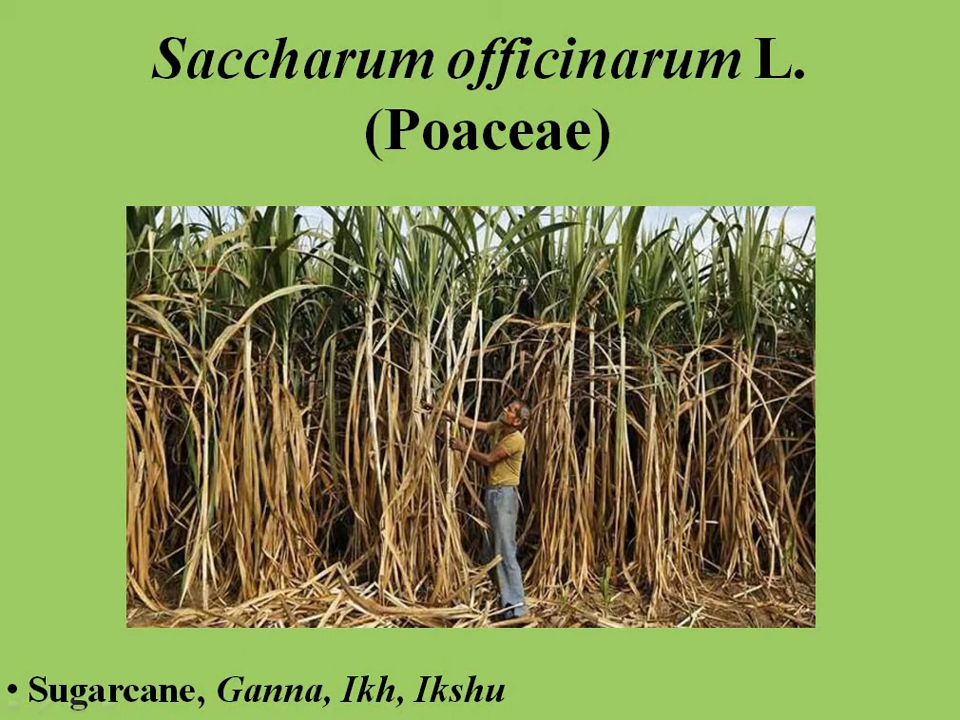 Saccharum officinarum L.
(Poaceae)
• Sugarcane, Ganna, Ikh, Ikshu